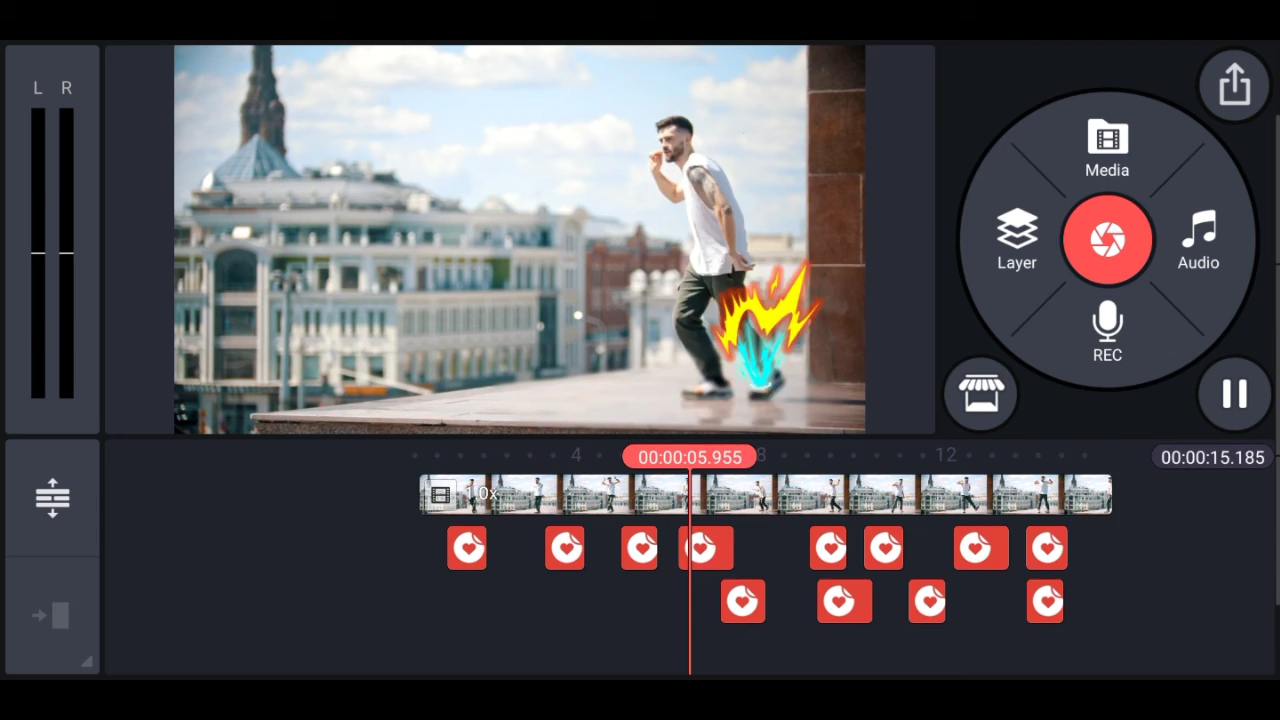 L R
Media
Layer
Audio
REC
4
00:00:05.955
8
12
00:00:15.185
0x